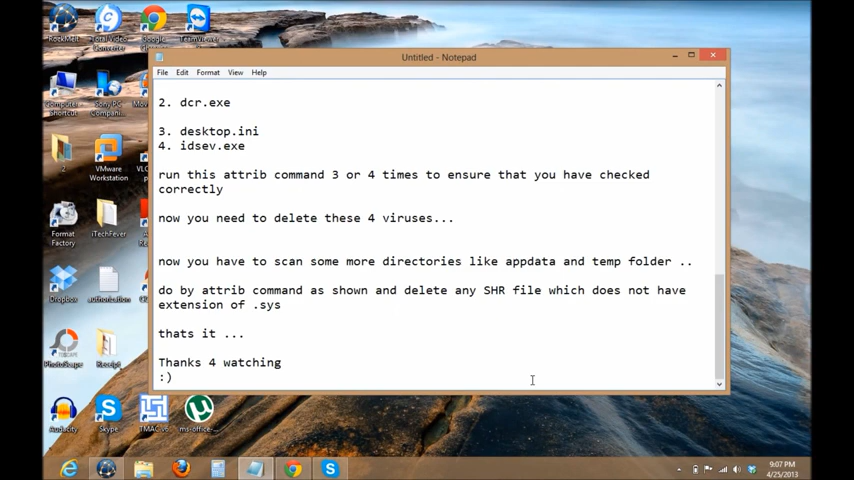 RockMelt
Total Video
Converter
Google
TeamViewer
Untitled - Notepad
File Edit Format View Help
2. dcr.exe
3. desktop.ini
4. idsev.exe
run this attrib command 3 or 4 times to ensure that you have checked
correctly
now you need to delete these 4 viruses...
now you have to scan some more directories like appdata and temp folder ..
do by attrib command as shown and delete any SHR file which does not have
extension of .sys
thats it ...
Thanks 4 watching
:)
Computer
Shortcut
Sony PC
Compani...
2
VMware
Workstation
Format
Factory
iTechFever
Dropbox
authorization
PhotoScape
Receipt
Audacity
Skype
TMAC v6
ms-office-...
9:07 PM
4/25/2013